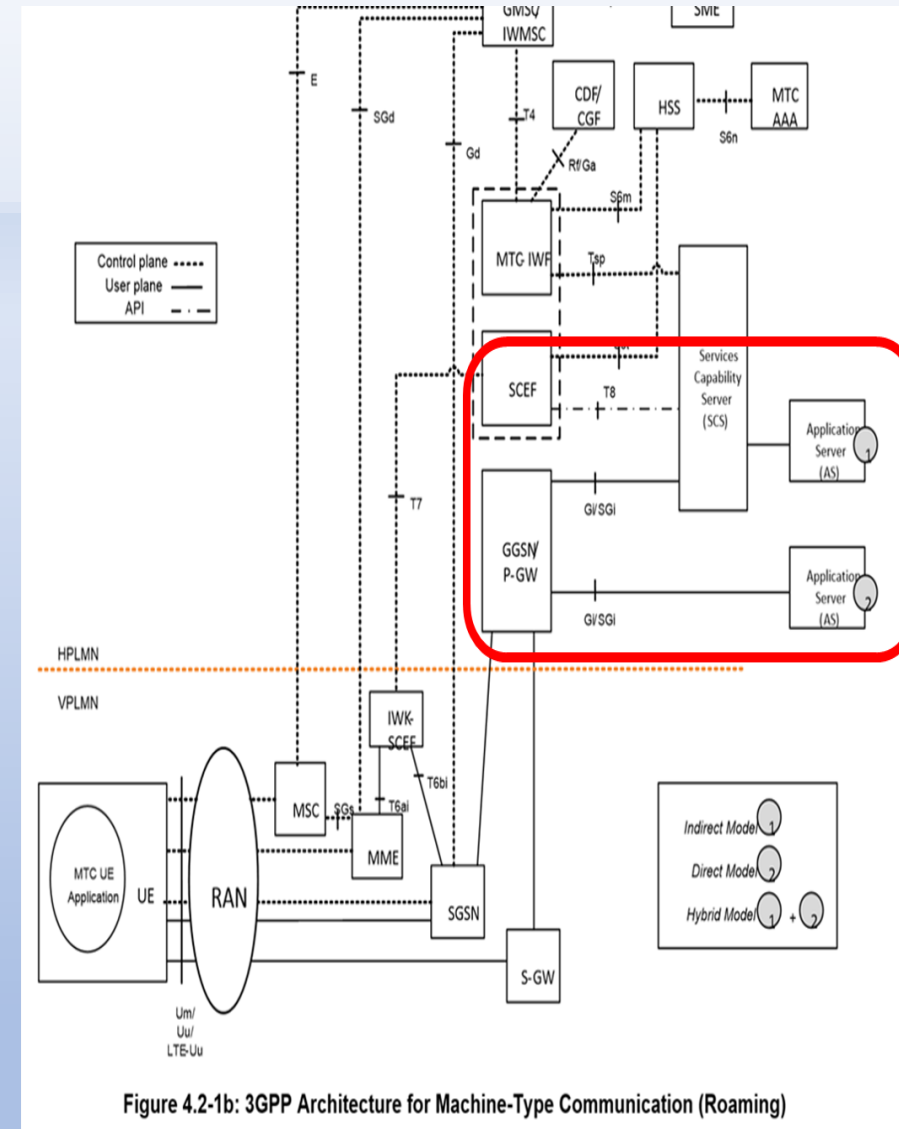 GMSC/
IWMSC
SME
E
SGd
Gd
T4
CDF/
CGF
Rf/Ga
HSS
S6n
MTC
AAA
S6m
MTC-IWF
Tsp
Control plane
User plane
API
SCEF
T8
Services
Capability
Server
(SCS)
Application
Server
(AS)
1
T7
GGSN/
P-GW
Gi/SGi
Gi/SGi
Application
Server
(AS)
2
HPLMN
VPLMN
IWK-
SCEF
T6bi
T6ai
MSC
SGs
MME
MTC UE
Application
UE
RAN
SGSN
S-GW
Indirect Model 1
Direct Model 2
Hybrid Model 1 + 2
Um/
Uu/
LTE-Uu
Figure 4.2-1b: 3GPP Architecture for Machine-Type Communication (Roaming)